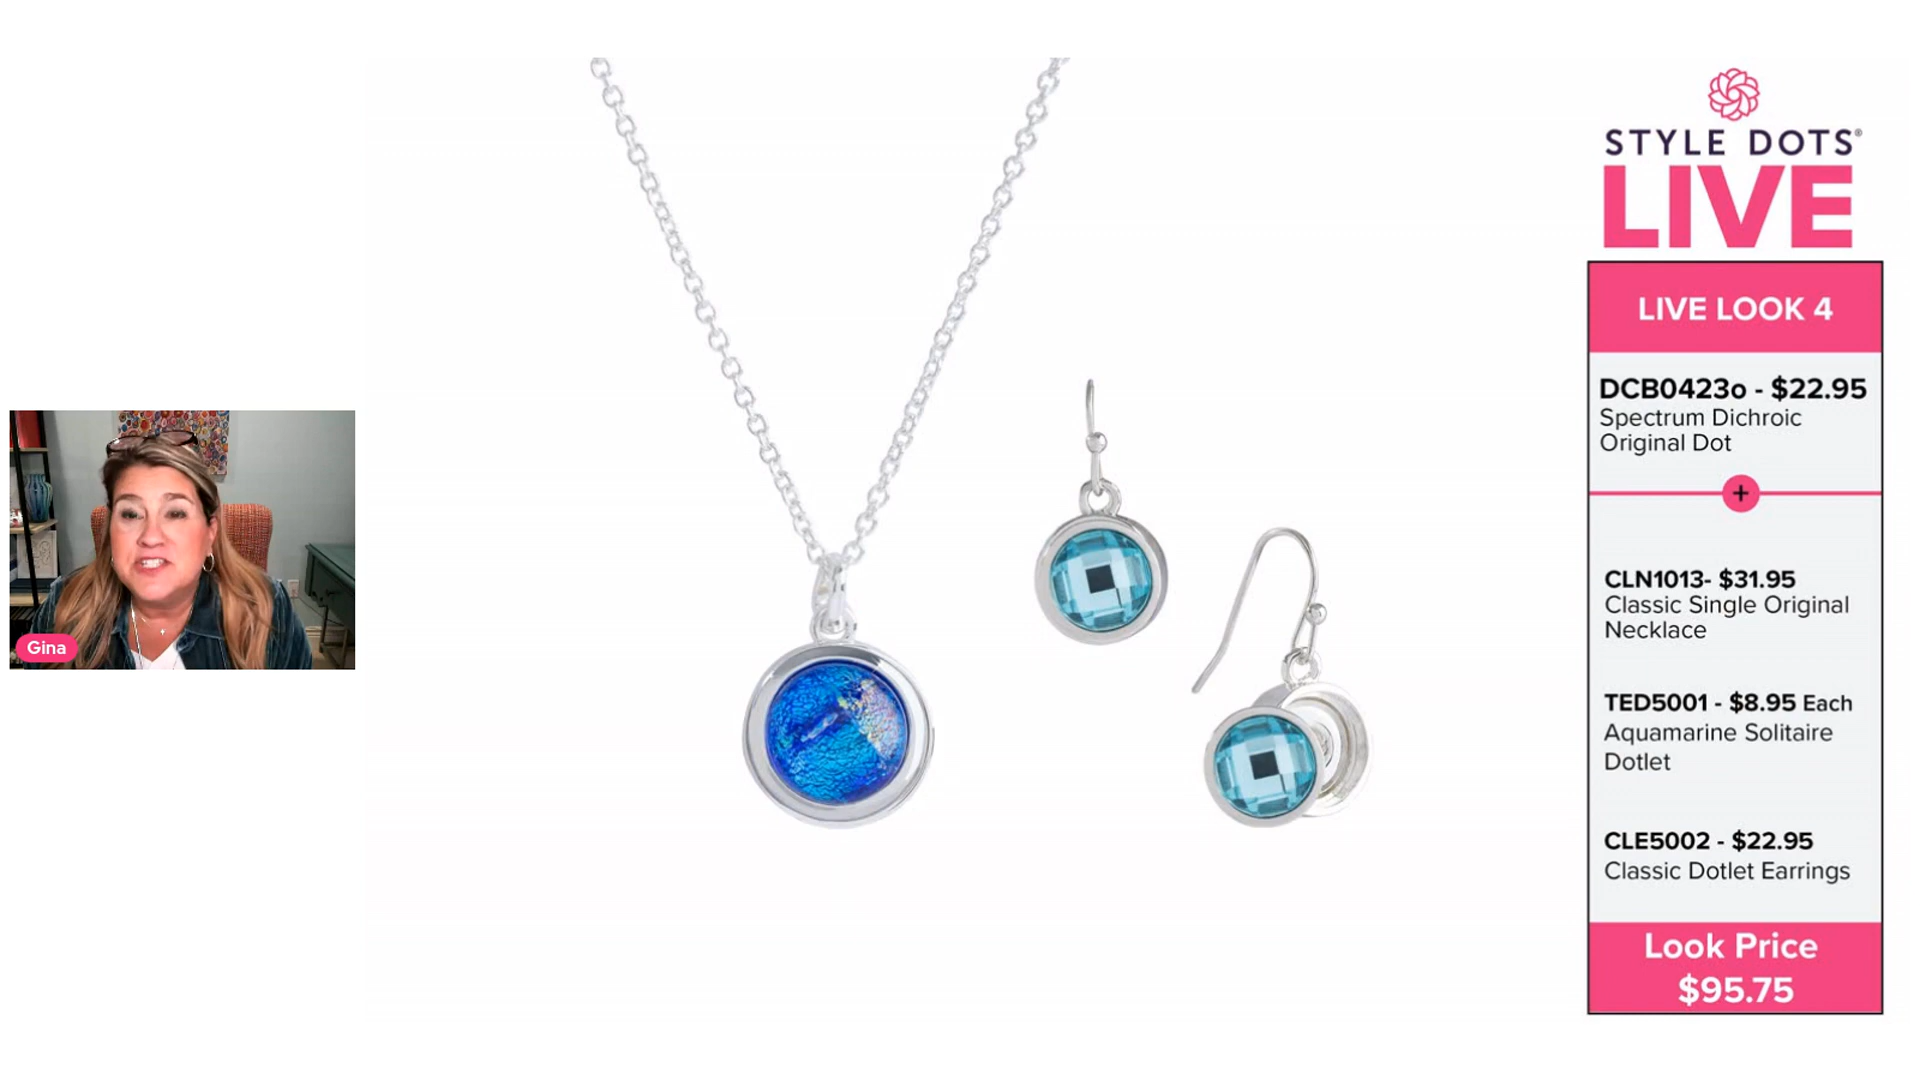 STYLE DOTS®
LIVE
LIVE LOOK 4
DCB0423o - $22.95
Spectrum Dichroic
Original Dot
+
CLN1013- $31.95
Classic Single Original
Necklace
TED5001 - $8.95 Each
Aquamarine Solitaire
Dotlet
CLE5002 - $22.95
Classic Dotlet Earrings
Look Price
$95.75
Gina